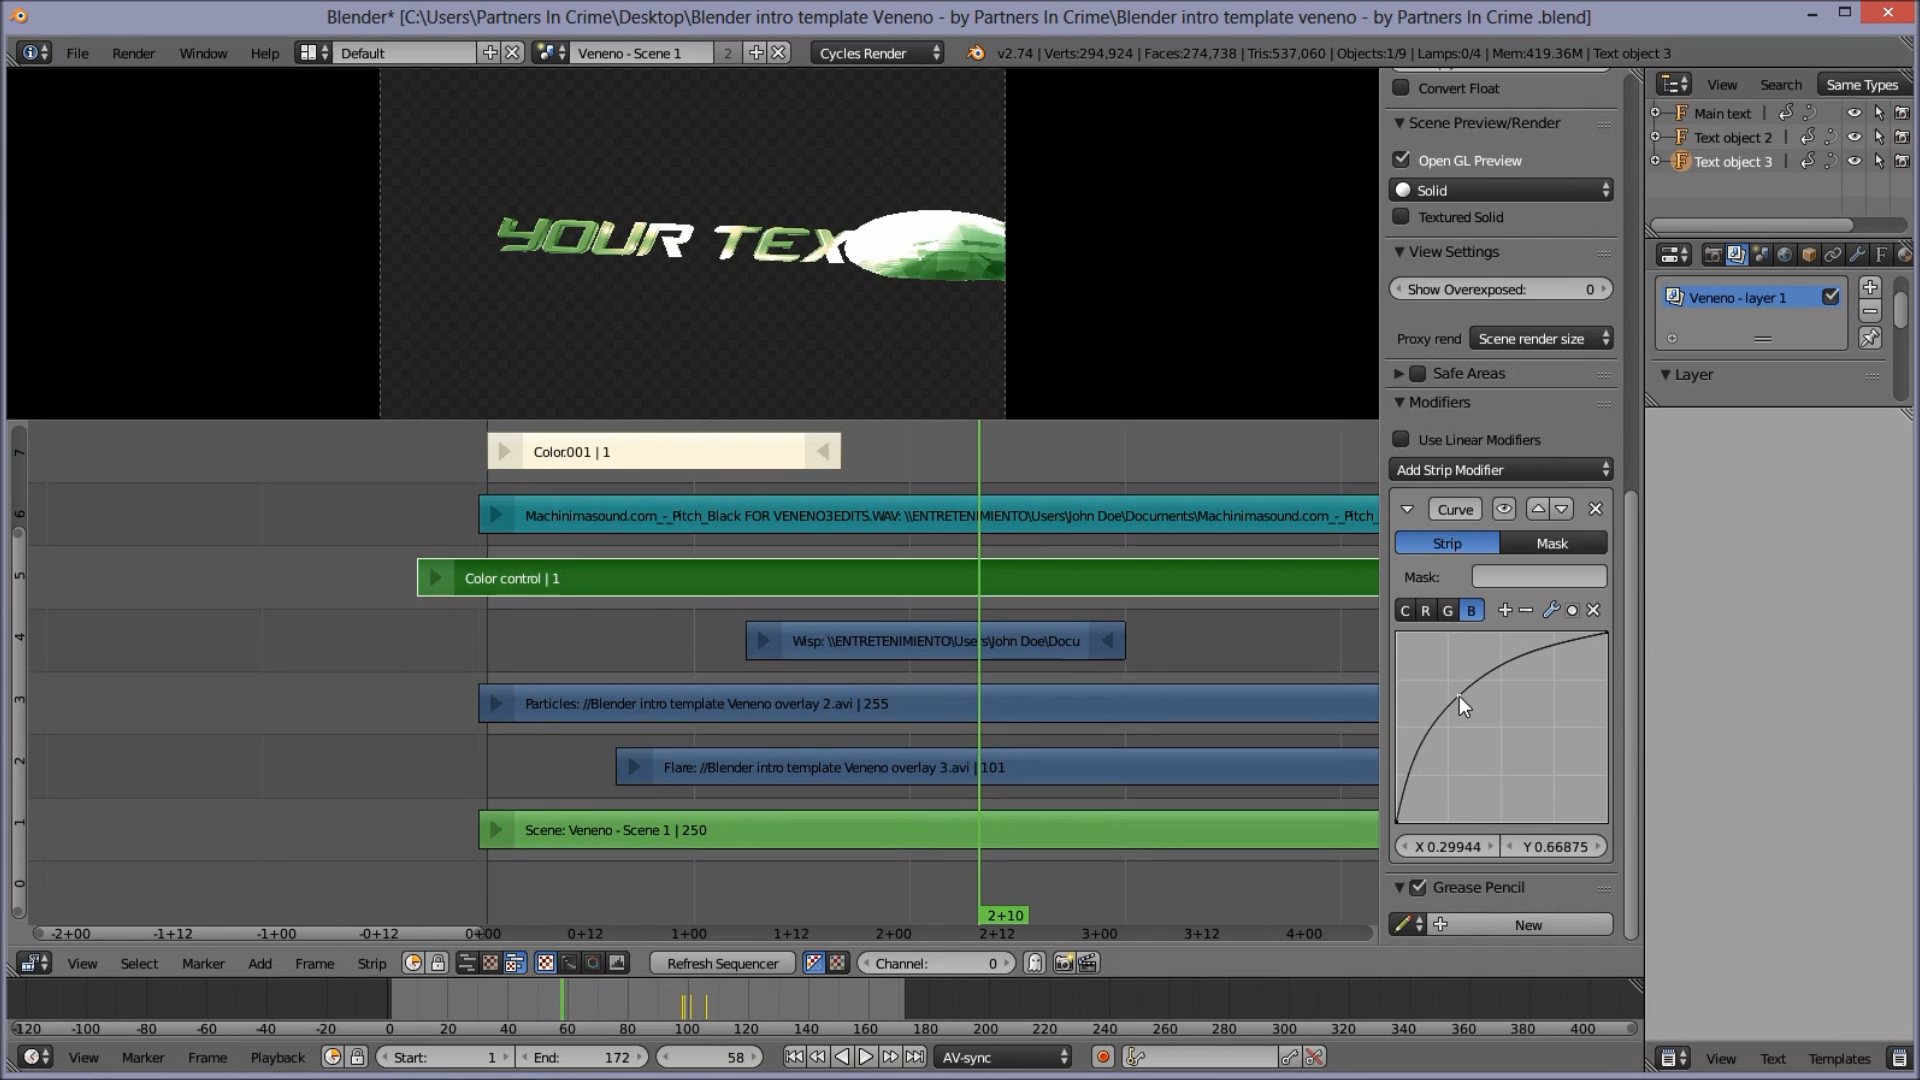 Blender* [C:\Users\Partners In Crime\Desktop\Blender intro template Veneno - by Partners In Crime\Blender intro template veneno - by Partners In Crime .blend]
File Render Window Help Default Veneno - Scene 1 2 Cycles Render v2.74 | Verts:294,924 | Faces:274,738 | Tris:537,060 | Objects:1/9 | Lamps:0/4 | Mem:419.36M | Text object 3
YOUR TEX
Convert Float
Scene Preview/Render
Open GL Preview
Solid
Textured Solid
View Settings
Show Overexposed: 0
Proxy rend Scene render size
Safe Areas
Modifiers
Use Linear Modifiers
Add Strip Modifier
Curve
Strip Mask
Mask:
C R G B
X 0.29944 Y 0.66875
Grease Pencil
New
View Search Same Types
Main text
Text object 2
Text object 3
Veneno - layer 1
Layer
7 Color.001 | 1
6 Machinimasound.com_-_Pitch_Black FOR VENENO3EDITS.WAV: \\ENTRETENIMIENTO\Users\John Doe\Documents\Machinimasound.com_-_Pitch_
5 Color control | 1
4 Wisp: \\ENTRETENIMIENTO\Users\John Doe\Docu
3 Particles: //Blender intro template Veneno overlay 2.avi | 255
2 Flare: //Blender intro template Veneno overlay 3.avi | 101
1 Scene: Veneno - Scene 1 | 250
0
2+10
-2+00 -1+12 -1+00 -0+12 0+00 0+12 1+00 1+12 2+00 2+12 3+00 3+12 4+00
View Select Marker Add Frame Strip Refresh Sequencer Channel: 0
-120 -100 -80 -60 -40 -20 0 20 40 60 80 100 120 140 160 180 200 220 240 260 280 300 320 340 360 380 400
View Marker Frame Playback Start: 1 End: 172 58 AV-sync
View Text Templates